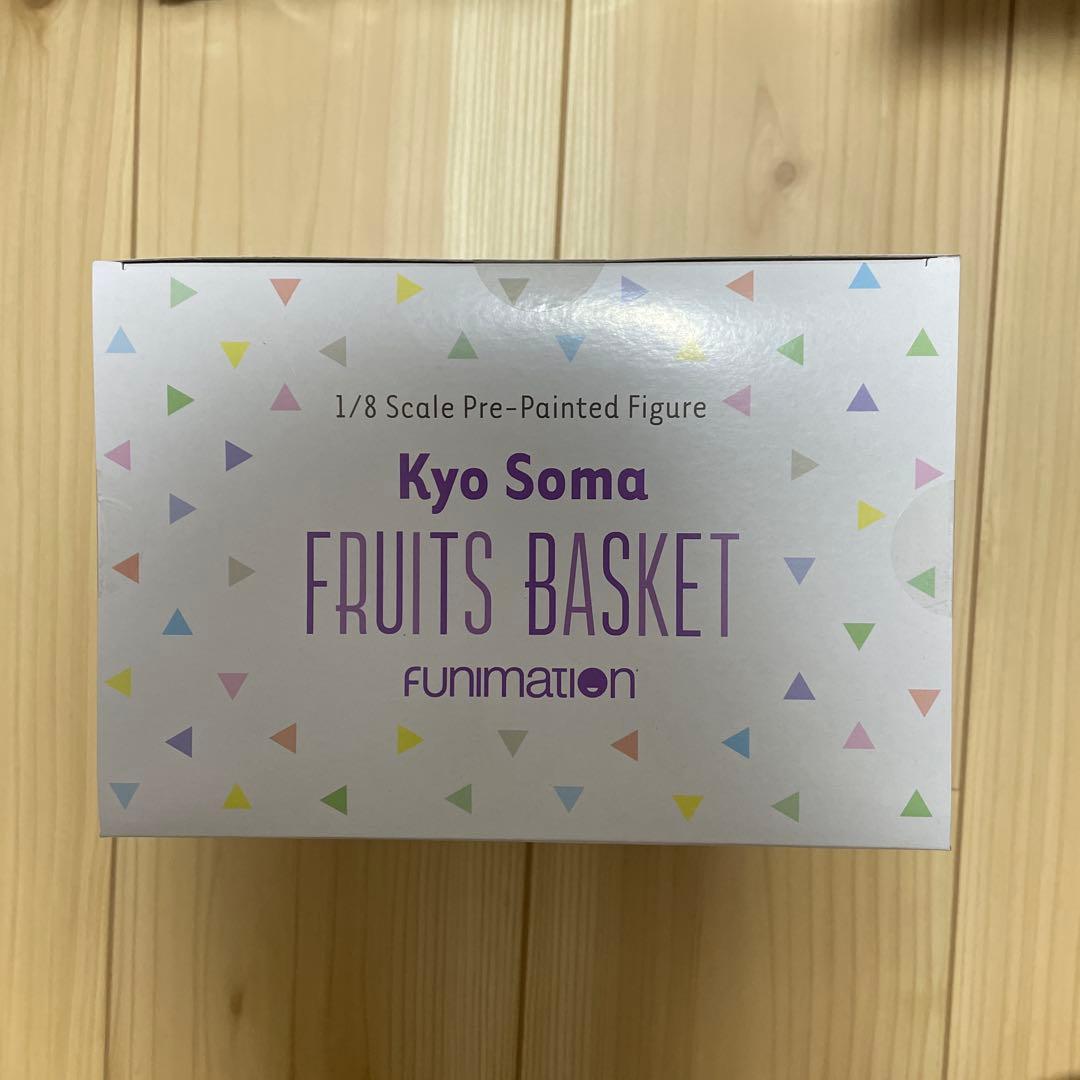 1/8 Scale Pre-Painted Figure
Kyo Soma
FRUITS BASKET
FUNIMATION